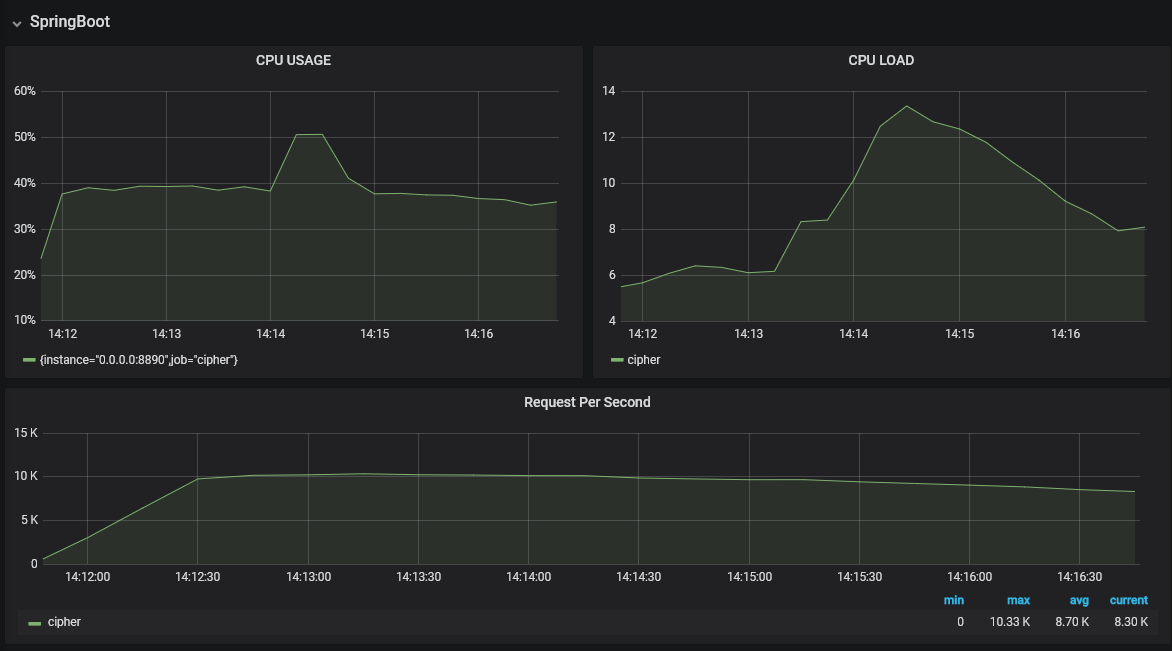 SpringBoot
CPU USAGE
60%
50%
40%
30%
20%
10%
14:12 14:13 14:14 14:15 14:16
{instance="0.0.0.0:8890",job="cipher"}
CPU LOAD
14
12
10
8
6
4
14:12 14:13 14:14 14:15 14:16
cipher
Request Per Second
15 K
10 K
5 K
0
14:12:00 14:12:30 14:13:00 14:13:30 14:14:00 14:14:30 14:15:00 14:15:30 14:16:00 14:16:30
min max avg current
cipher 0 10.33 K 8.70 K 8.30 K